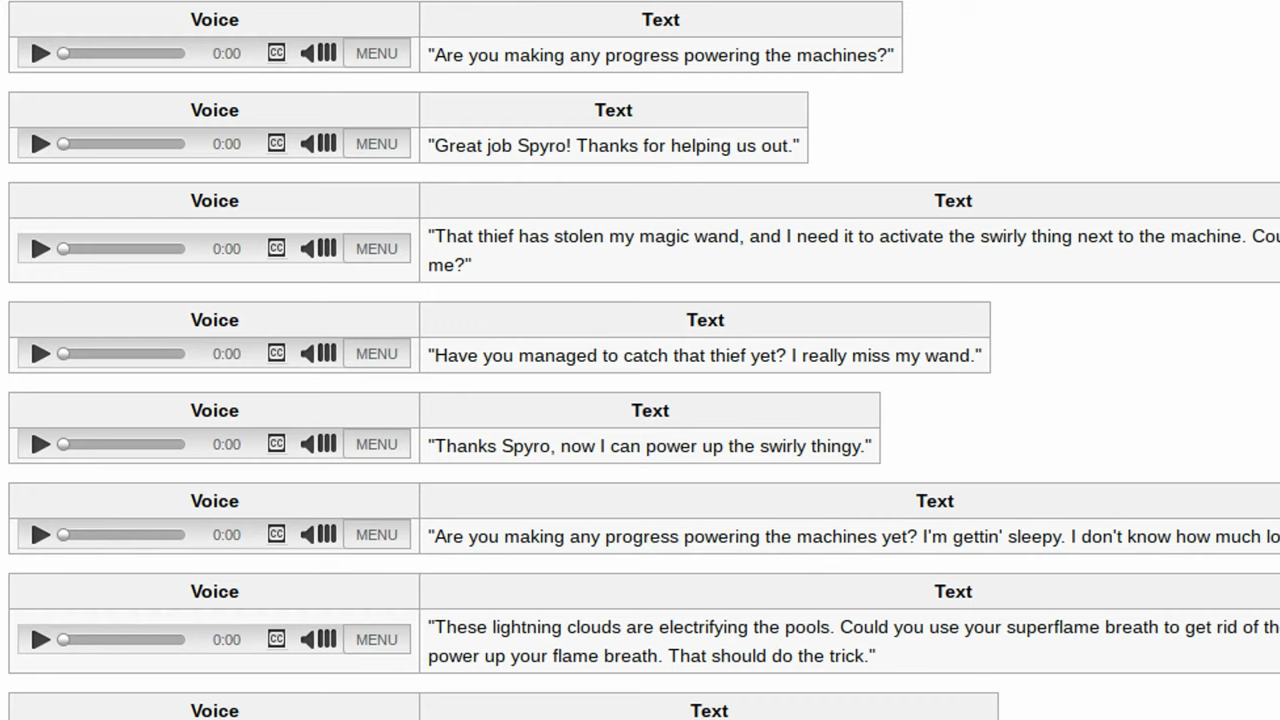 Voice Text
0:00 CC MENU "Are you making any progress powering the machines?"
Voice Text
0:00 CC MENU "Great job Spyro! Thanks for helping us out."
Voice Text
0:00 CC MENU "That thief has stolen my magic wand, and I need it to activate the swirly thing next to the machine.
me?"
Voice Text
0:00 CC MENU "Have you managed to catch that thief yet? I really miss my wand."
Voice Text
0:00 CC MENU "Thanks Spyro, now I can power up the swirly thingy."
Voice Text
0:00 CC MENU "Are you making any progress powering the machines yet? I'm gettin' sleepy. I don't know how much
Voice Text
0:00 CC MENU "These lightning clouds are electrifying the pools. Could you use your superflame breath to get rid of
power up your flame breath. That should do the trick."
Voice Text